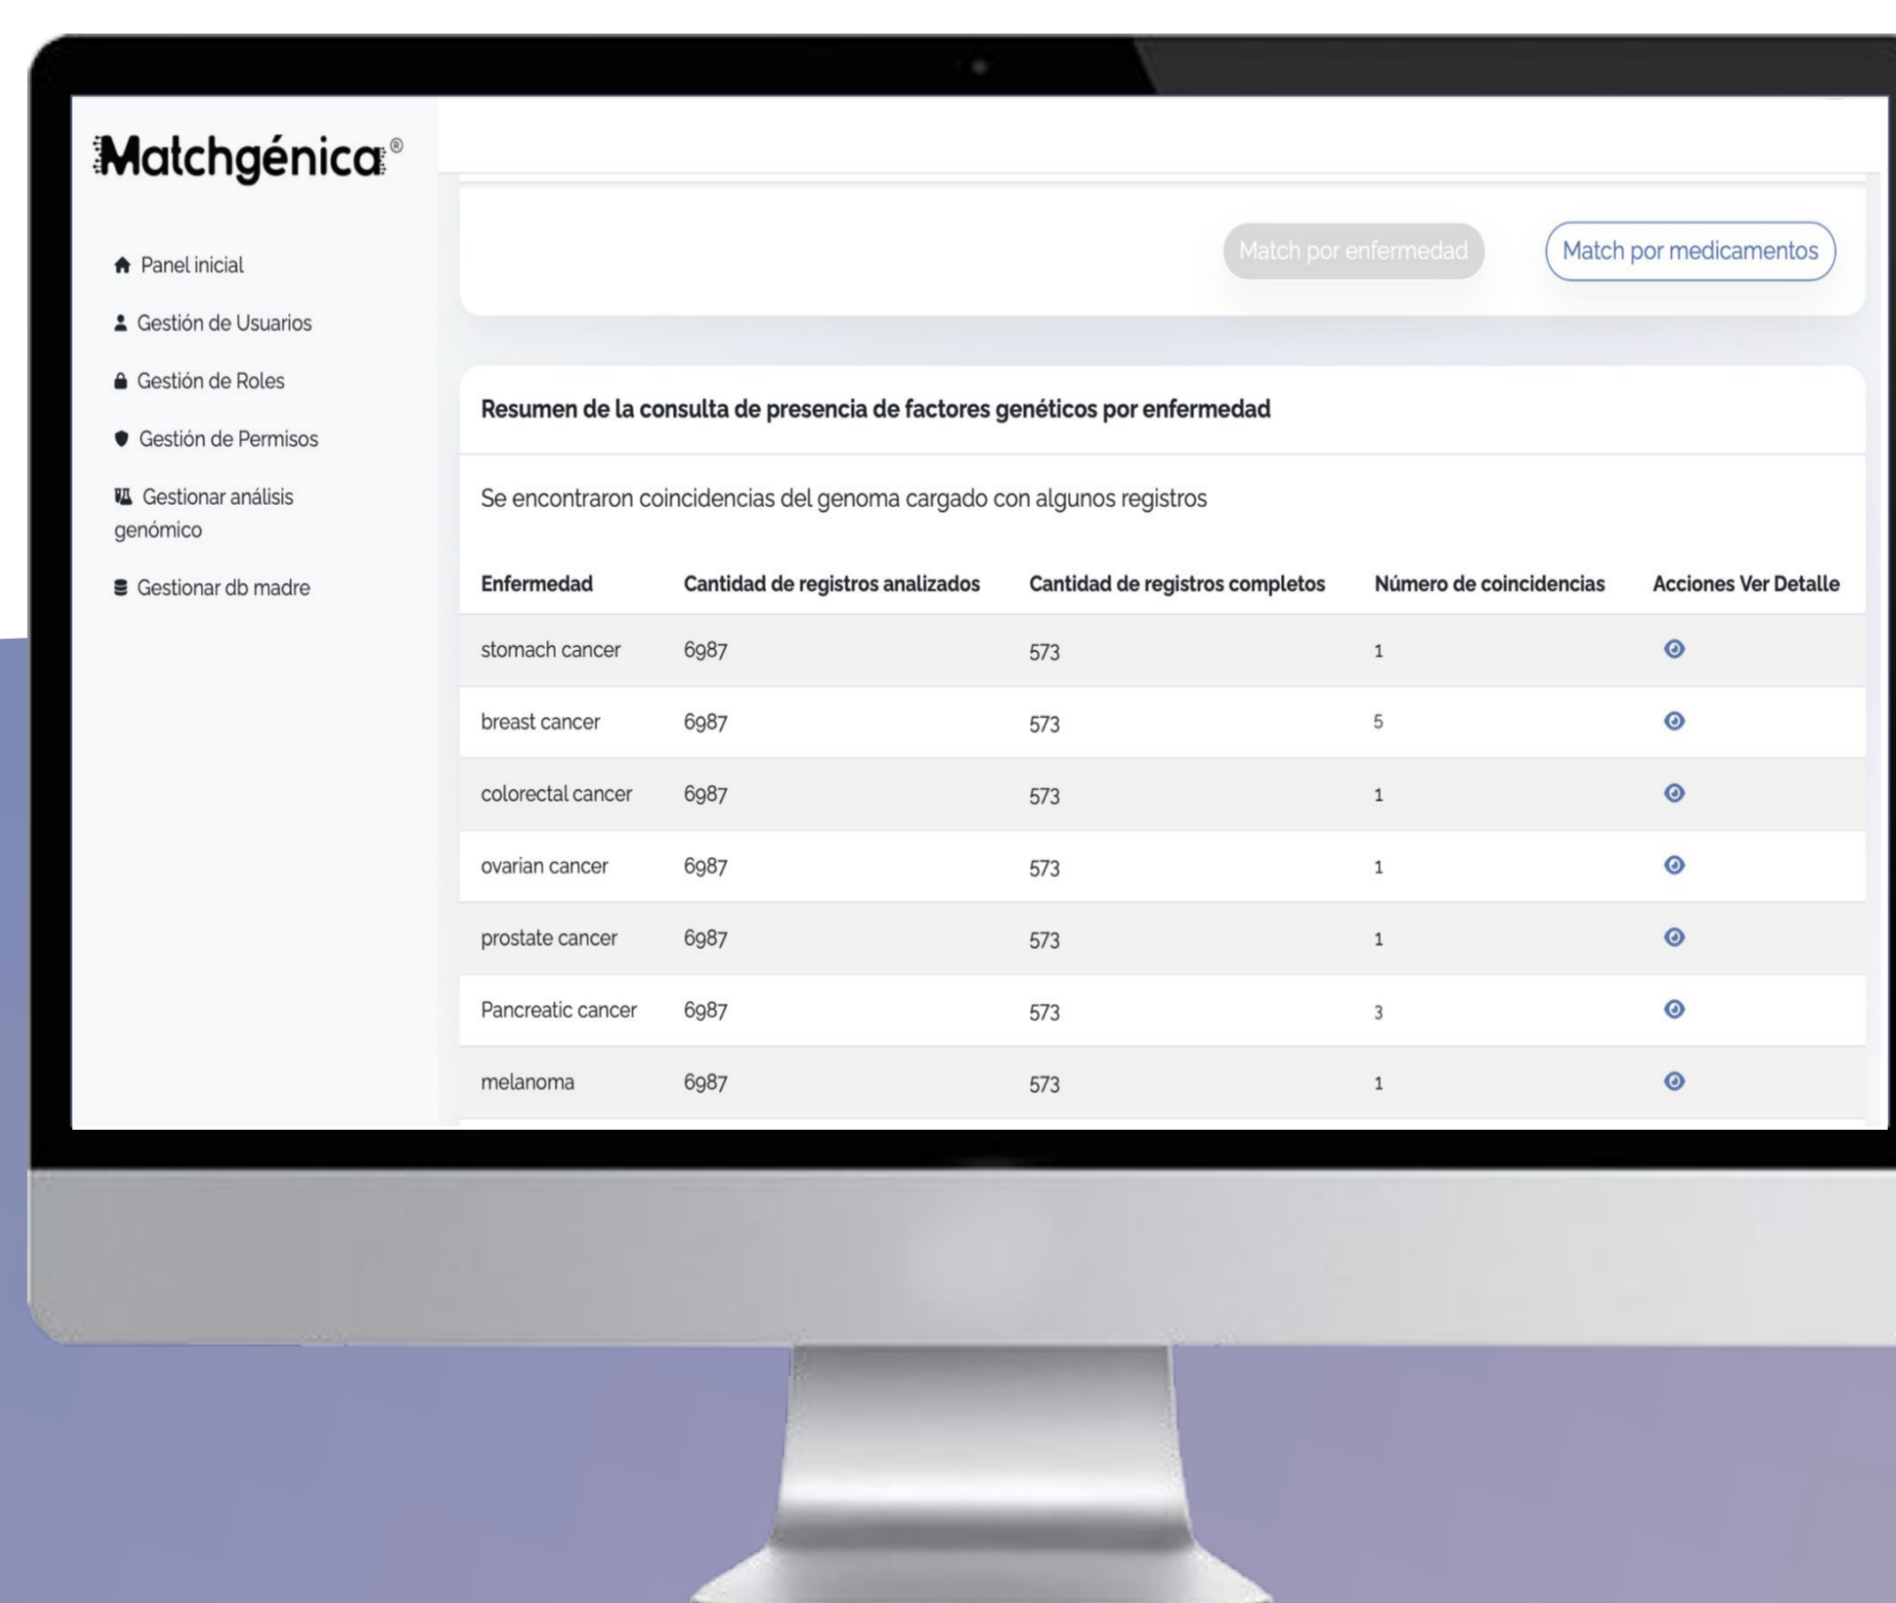 Matchgénica®
Panel inicial
Gestión de Usuarios
Gestión de Roles
Gestión de Permisos
Gestionar análisis
genómico
Gestionar db madre
Match por enfermedad
Match por medicamentos
Resumen de la consulta de presencia de factores genéticos por enfermedad
Se encontraron coincidencias del genoma cargado con algunos registros
Enfermedad Cantidad de registros analizados Cantidad de registros completos Número de coincidencias Acciones Ver Detalle
stomach cancer 6987 573 1
breast cancer 6987 573 5
colorectal cancer 6987 573 1
ovarian cancer 6987 573 1
prostate cancer 6987 573 1
Pancreatic cancer 6987 573 3
melanoma 6987 573 1